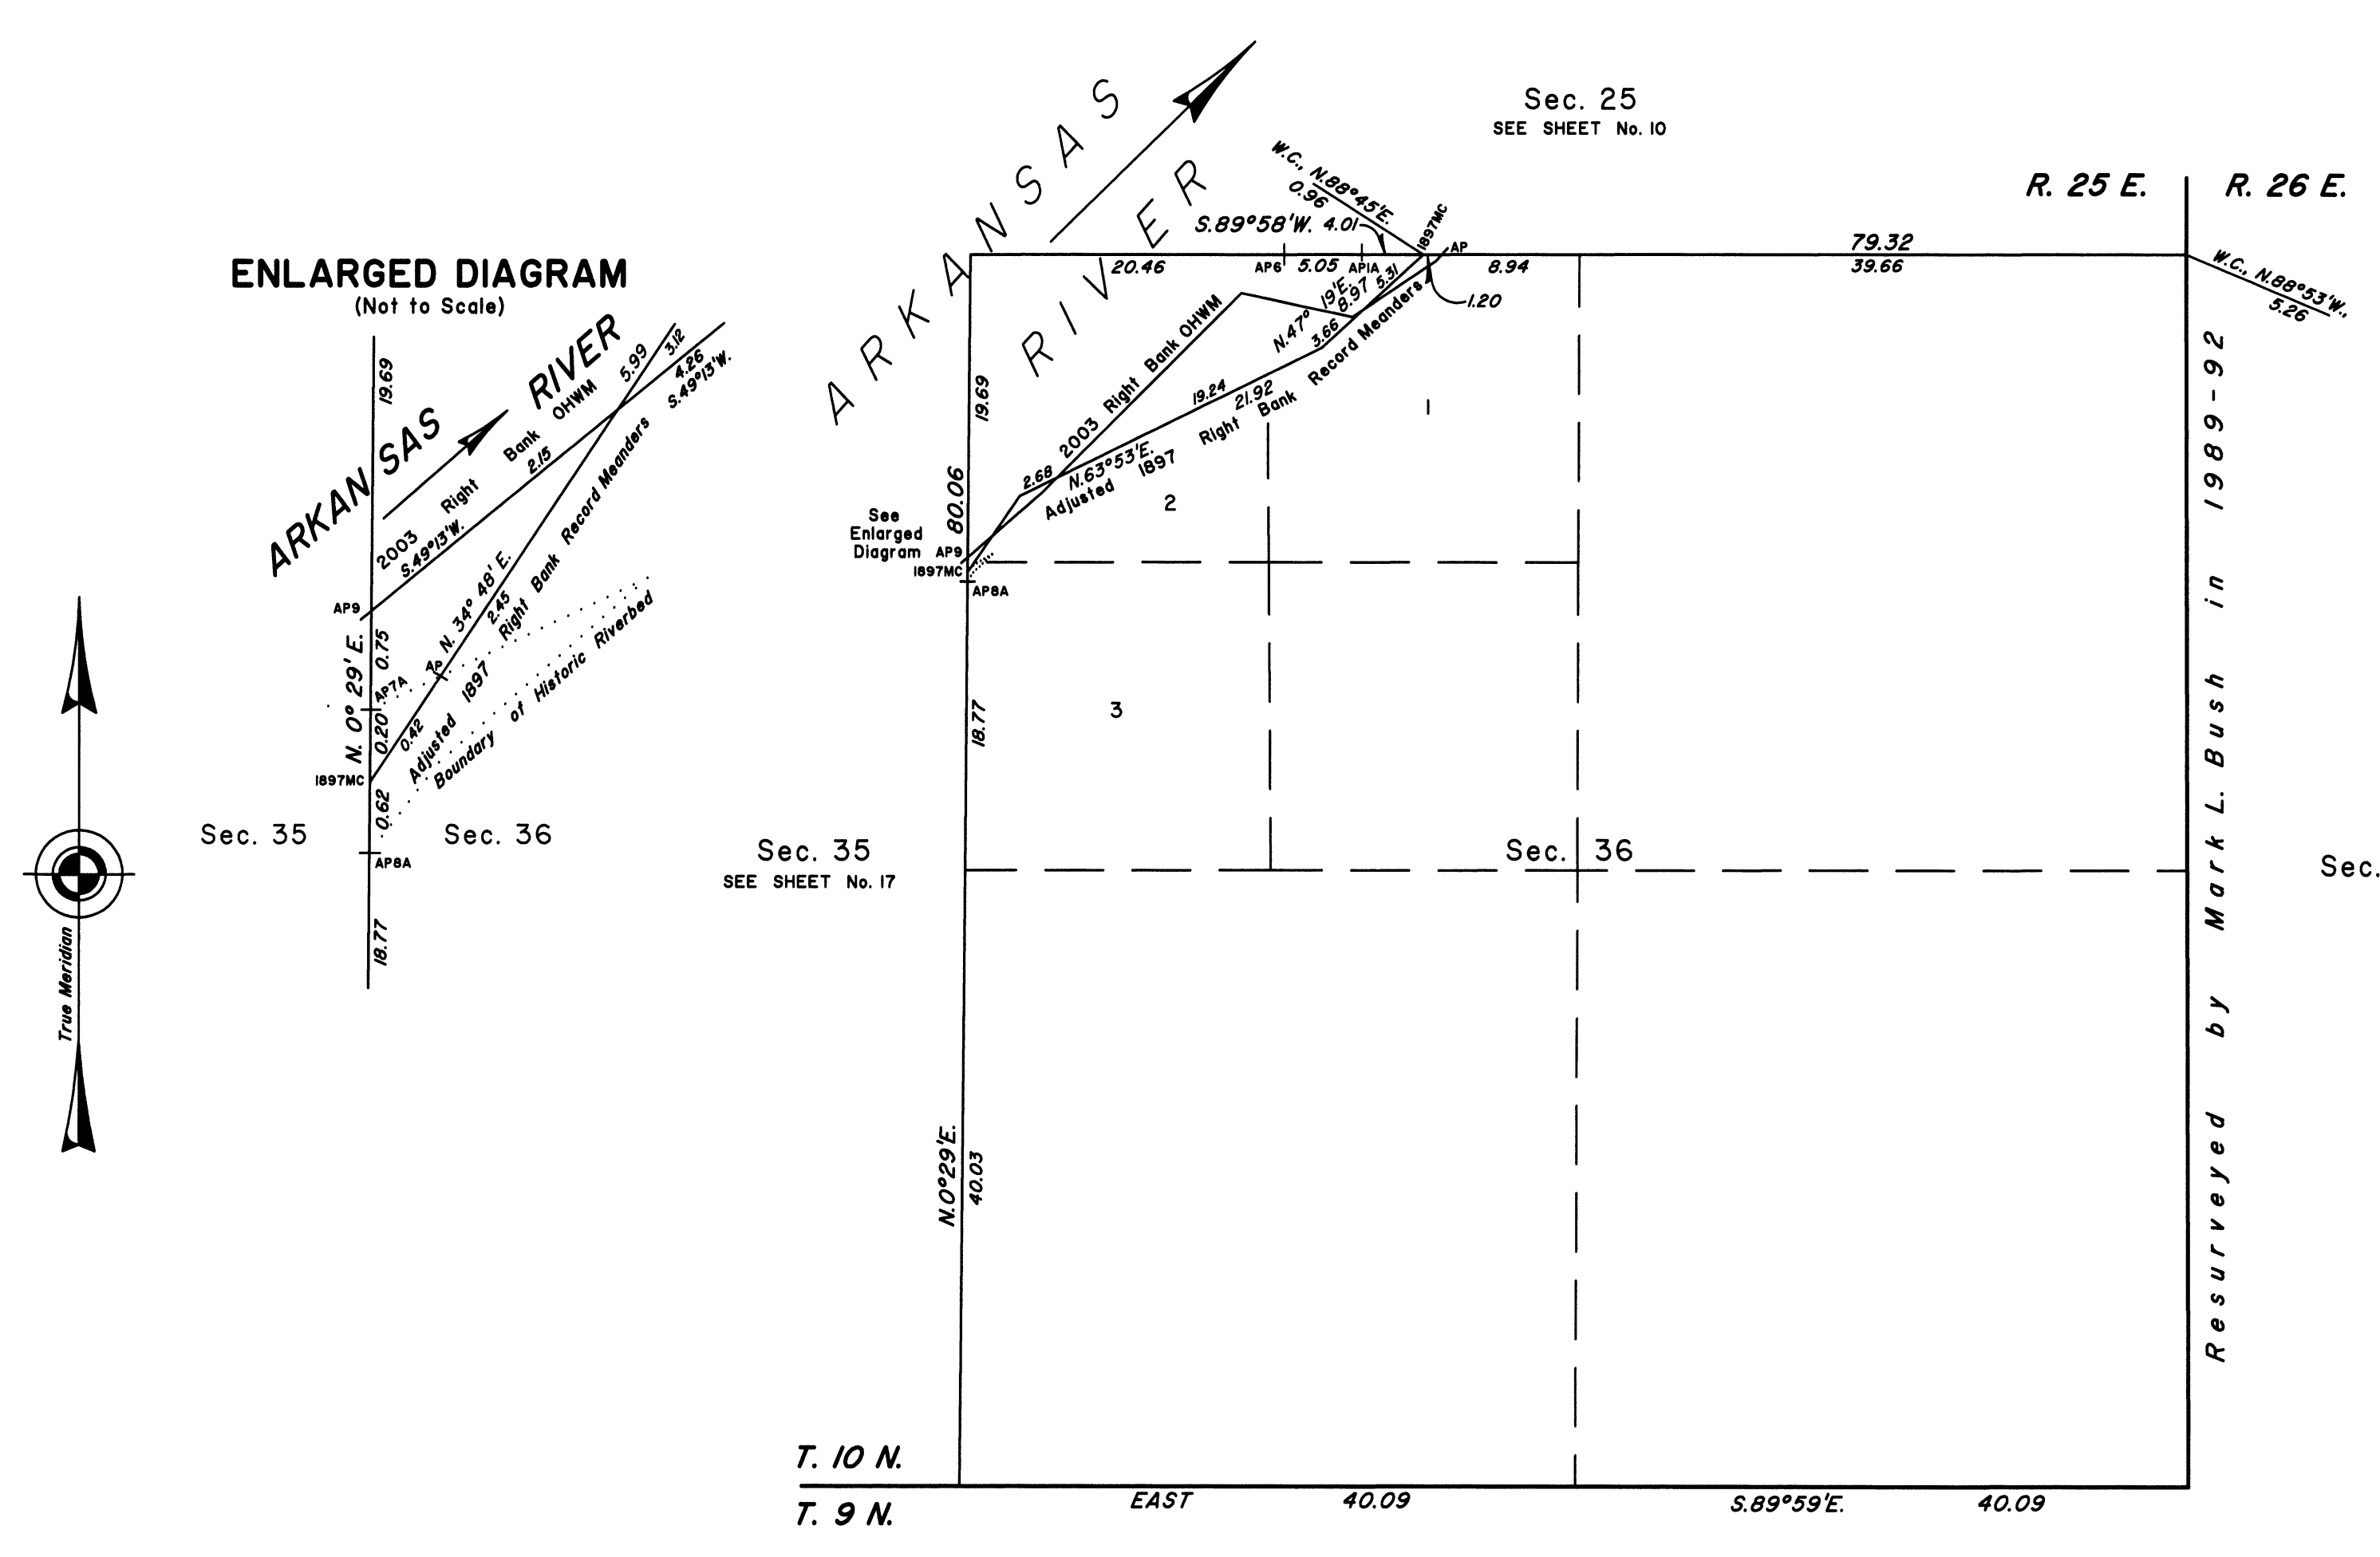 Sec. 25
SEE SHEET No. 10
R. 25 E.
R. 26 E.
ARKANSAS
RIVER
W.C., N.88°45'E.
0.96
S.89°58'W. 4.01
1897MC
AP
79.32
20.46
AP6
5.05
AP1A
8.94
39.66
W.C., N.88°53'W.,
5.26
1.20
5.31
N.47° 19'E.
8.97
3.66
2003 Right Bank OHWM
19.24
21.92
2.68
N.63°53'E.
Adjusted 1897 Right Bank Record Meanders
19.69
80.06
See
Enlarged
Diagram
AP9
1897MC
AP8A
1
2
3
18.77
Sec. 35
SEE SHEET No. 17
Sec. 36
Sec.
N.0°29'E.
40.03
Resurveyed by Mark L. Bush in 1989-92
T. 10 N.
T. 9 N.
EAST
40.09
S.89°59'E.
40.09
ENLARGED DIAGRAM
(Not to Scale)
19.69
ARKAN SAS RIVER
5.99
3.12
4.26
S.49°13'W.
2003 Right Bank OHWM
2.15
S.49°13'W.
AP9
N. 0° 29' E.
0.75
AP7A
AP
N. 34° 48' E.
2.45
Adjusted 1897 Right Bank Record Meanders
0.20
0.42
1897MC
Boundary of Historic Riverbed
0.62
Sec. 35
Sec. 36
AP8A
18.77
True Meridian